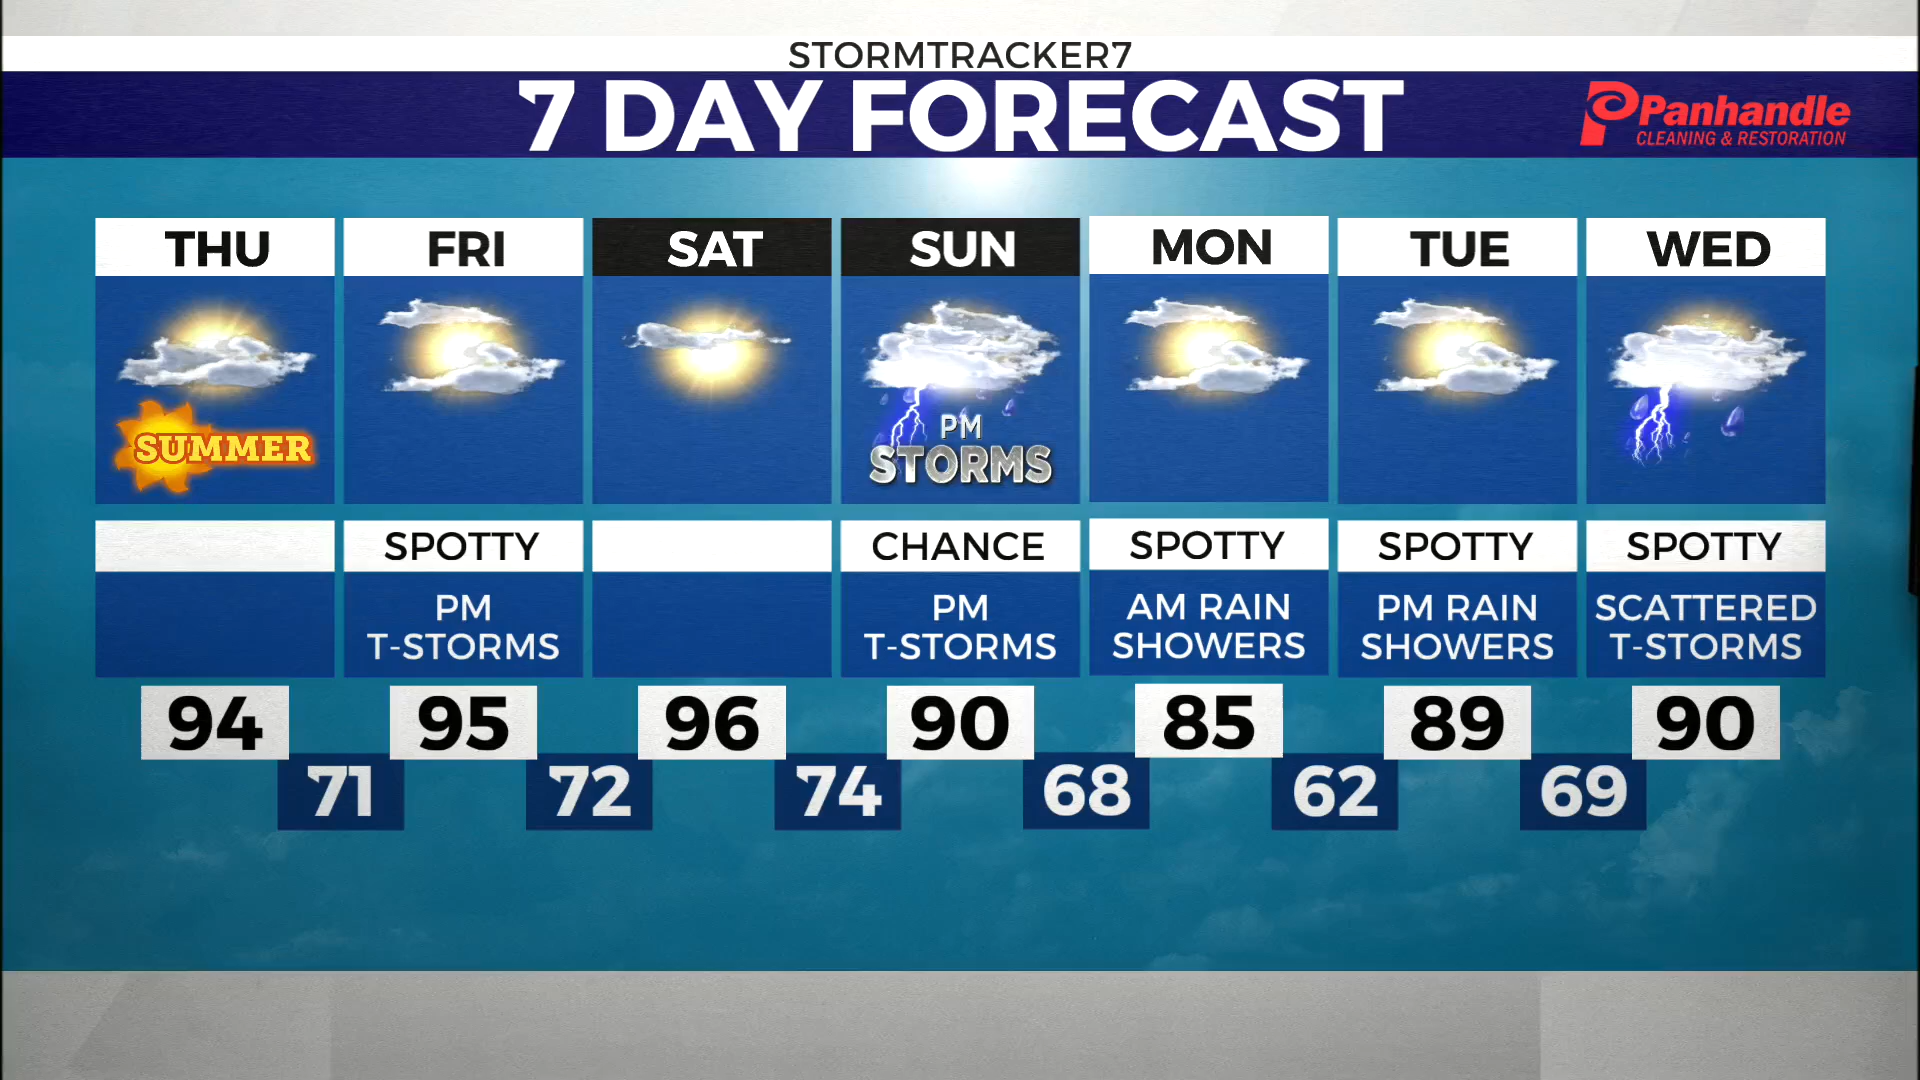 STORMTRACKER7
7 DAY FORECAST
Panhandle
CLEANING & RESTORATION
THU
FRI
SAT
SUN
MON
TUE
WED
SUMMER
PM
STORMS
SPOTTY
PM
T-STORMS
CHANCE
PM
T-STORMS
SPOTTY
AM RAIN
SHOWERS
SPOTTY
PM RAIN
SHOWERS
SPOTTY
SCATTERED
T-STORMS
94
95
96
90
85
89
90
71
72
74
68
62
69